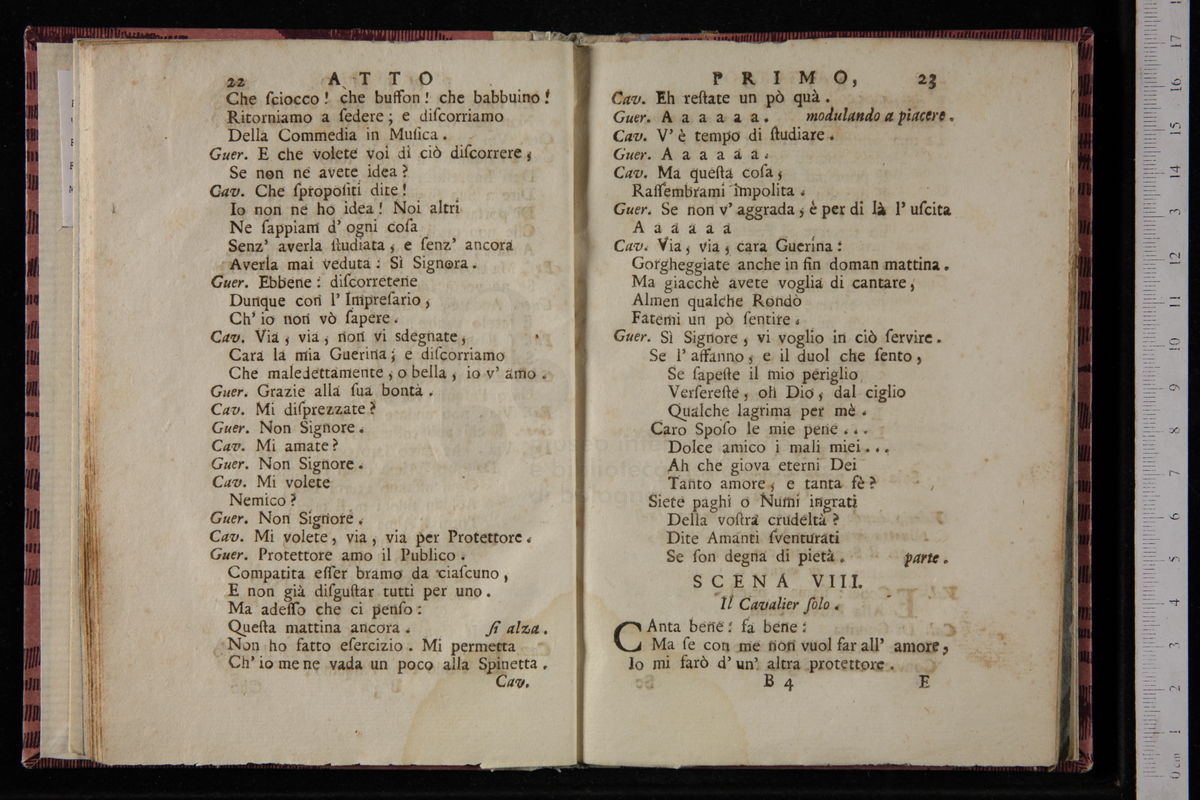 22 A T T O
Che ſciocco! che buffon! che babbuino!
Ritorniamo a ſedere; e diſcorriamo
Della Commedia in Muſica.
Guer. E che volete voi di ciò diſcorrere,
Se non ne avete idea?
Cav. Che ſpropoſiti dite!
Io non ne ho idea! Noi altri
Ne ſappiam d' ogni coſa
Senz' averla ſtudiata, e ſenz' ancora
Averla mai veduta: Sì Signora.
Guer. Ebbene: diſcorretene
Dunque con l' Impreſario,
Ch' io non vò ſapere.
Cav. Via, via, non vi sdegnate,
Cara la mia Guerina; e diſcorriamo
Che maledettamente, o bella, io v' amo.
Guer. Grazie alla ſua bontà.
Cav. Mi diſprezzate?
Guer. Non Signore.
Cav. Mi amate?
Guer. Non Signore.
Cav. Mi volete
Nemico?
Guer. Non Signore.
Cav. Mi volete, via, via per Protettore.
Guer. Protettore amo il Publico.
Compatita eſſer bramo da ciaſcuno,
E non già diſguſtar tutti per uno.
Ma adeſſo che ci penſo:
Queſta mattina ancora. ſi alza.
Non ho fatto eſercizio. Mi permetta
Ch' io me ne vada un poco alla Spinetta.
Cav.
P R I M O, 23
Cav. Eh reſtate un pò quà.
Guer. A a a a a a. modulando a piacere.
Cav. V' è tempo di ſtudiare.
Guer. A a a a a a.
Cav. Ma queſta coſa,
Raſſembrami impolita.
Guer. Se non v' aggrada, è per di là l' uſcita
A a a a a a
Cav. Via, via, cara Guerina:
Gorgheggiate anche in fin doman mattina.
Ma giacchè avete voglia di cantare,
Almen qualche Rondò
Fatemi un pò ſentire.
Guer. Sì Signore, vi voglio in ciò ſervire.
Se l' affanno, e il duol che ſento,
Se ſapeſte il mio periglio
Verſereſte, oh Dio, dal ciglio
Qualche lagrima per mè.
Caro Spoſo le mie pene...
Dolce amico i mali miei...
Ah che giova eterni Dei
Tanto amore, e tanta fè?
Siete paghi o Numi ingrati
Della voſtra crudeltà?
Dite Amanti ſventurati
Se ſon degna di pietà. parte.
S C E N A VIII.
Il Cavalier ſolo.
CAnta bene: fa bene:
Ma ſe con me non vuol far all' amore,
Io mi farò d' un' altra protettore.
B 4 E